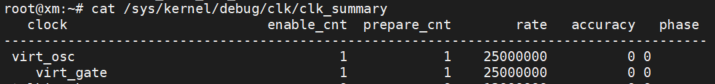 root@xm:~# cat /sys/kernel/debug/clk/clk_summary
   clock                         enable_cnt  prepare_cnt        rate   accuracy   phase
----------------------------------------------------------------------------------------
 virt_osc                                 1            1    25000000          0 0
    virt_gate                             1            1    25000000          0 0